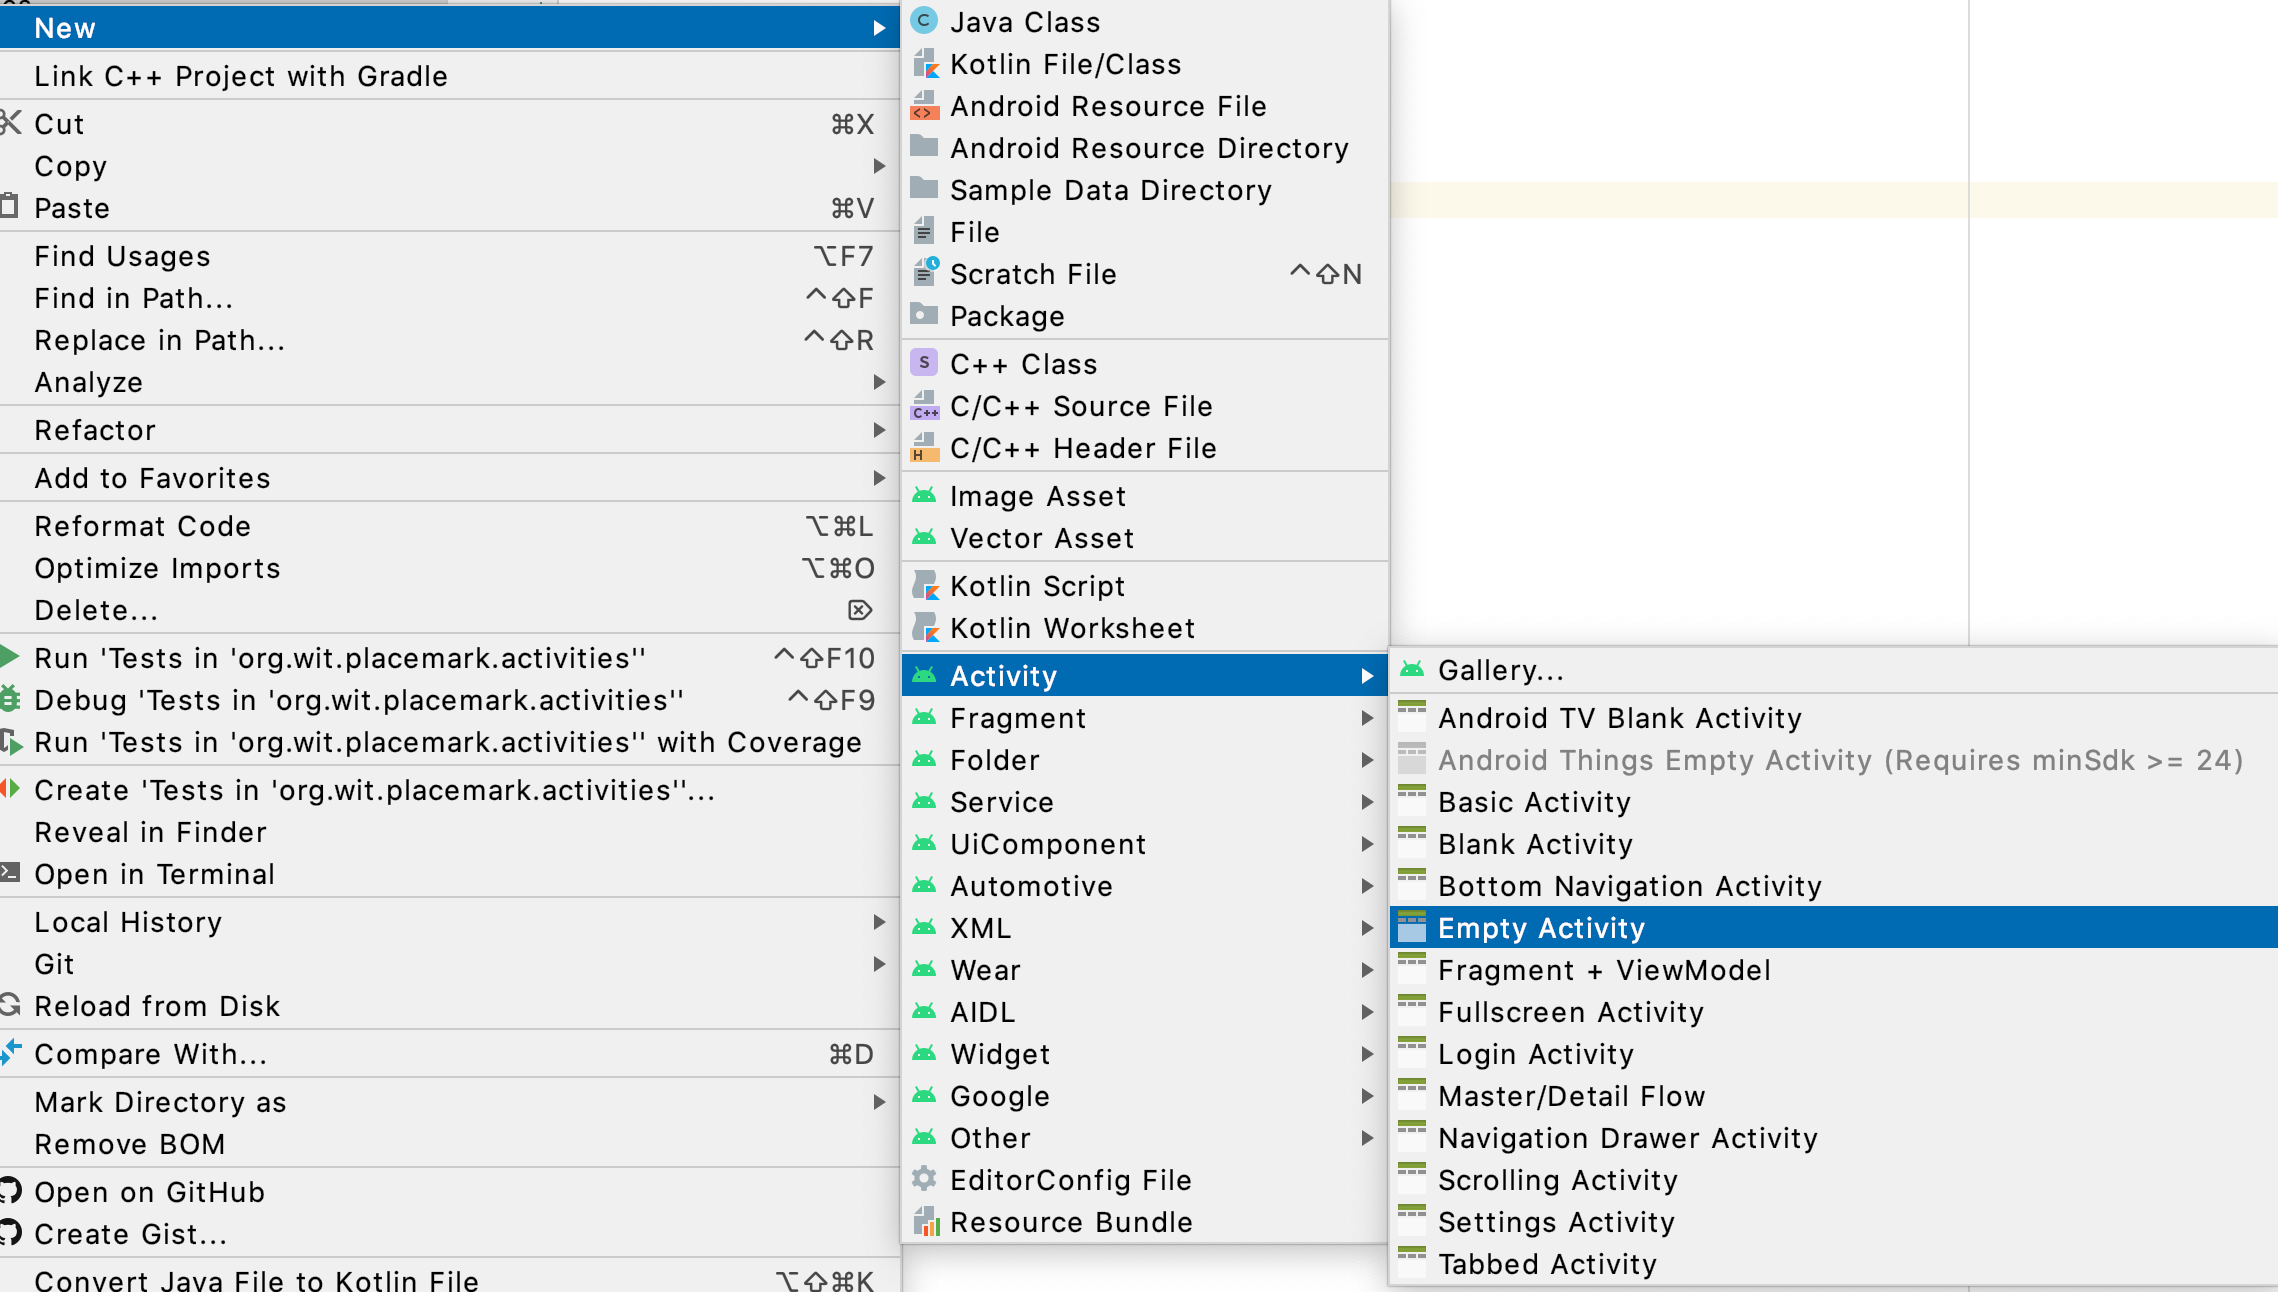 New
Link C++ Project with Gradle
Cut ⌘X
Copy
Paste ⌘V
Find Usages ⌥F7
Find in Path... ^⇧F
Replace in Path... ^⇧R
Analyze
Refactor
Add to Favorites
Reformat Code ⌥⌘L
Optimize Imports ⌥⌘O
Delete... ⌦
Run 'Tests in 'org.wit.placemark.activities'' ^⇧F10
Debug 'Tests in 'org.wit.placemark.activities'' ^⇧F9
Run 'Tests in 'org.wit.placemark.activities'' with Coverage
Create 'Tests in 'org.wit.placemark.activities''...
Reveal in Finder
Open in Terminal
Local History
Git
Reload from Disk
Compare With... ⌘D
Mark Directory as
Remove BOM
Open on GitHub
Create Gist...
Convert Java File to Kotlin File ⌥⇧⌘K
Java Class
Kotlin File/Class
Android Resource File
Android Resource Directory
Sample Data Directory
File
Scratch File ^⇧N
Package
C++ Class
C/C++ Source File
C/C++ Header File
Image Asset
Vector Asset
Kotlin Script
Kotlin Worksheet
Activity
Fragment
Folder
Service
UiComponent
Automotive
XML
Wear
AIDL
Widget
Google
Other
EditorConfig File
Resource Bundle
Gallery...
Android TV Blank Activity
Android Things Empty Activity (Requires minSdk >= 24)
Basic Activity
Blank Activity
Bottom Navigation Activity
Empty Activity
Fragment + ViewModel
Fullscreen Activity
Login Activity
Master/Detail Flow
Navigation Drawer Activity
Scrolling Activity
Settings Activity
Tabbed Activity